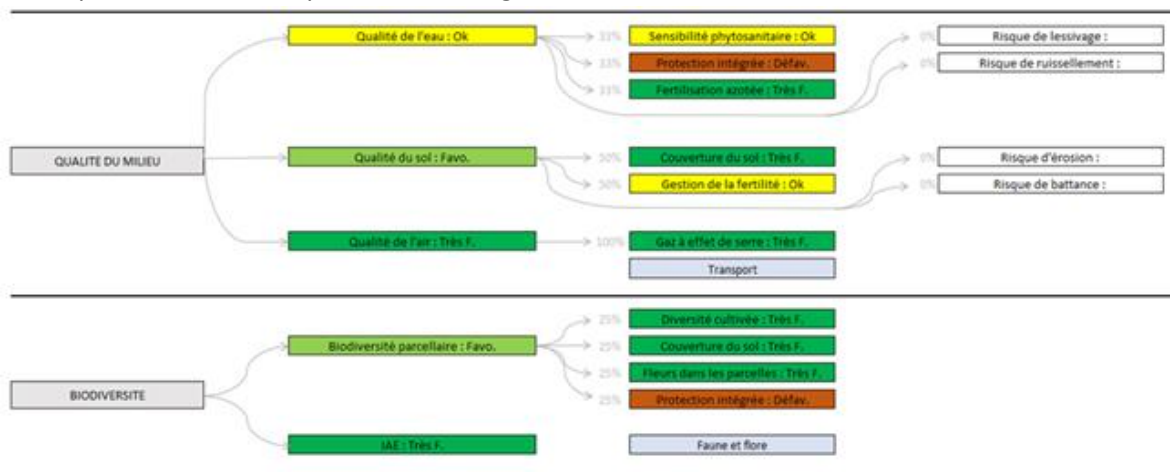 Qualité de l'eau : Ok
33%
Sensibilité phytosanitaire : Ok
0%
Risque de lessivage :
33%
Protection intégrée : Défav.
0%
Risque de ruissellement :
33%
Fertilisation azotée : Très F.
QUALITE DU MILIEU
Qualité du sol : Favo.
50%
Couverture du sol : Très F.
0%
Risque d'érosion :
50%
Gestion de la fertilité : Ok
0%
Risque de battance :
Qualité de l'air : Très F.
100%
Gaz à effet de serre : Très F.
Transport
25%
Diversité cultivée : Très F.
Biodiversité parcellaire : Favo.
25%
Couverture du sol : Très F.
25%
Fleurs dans les parcelles : Très F.
BIODIVERSITE
25%
Protection intégrée : Défav.
IAE : Très F.
Faune et flore